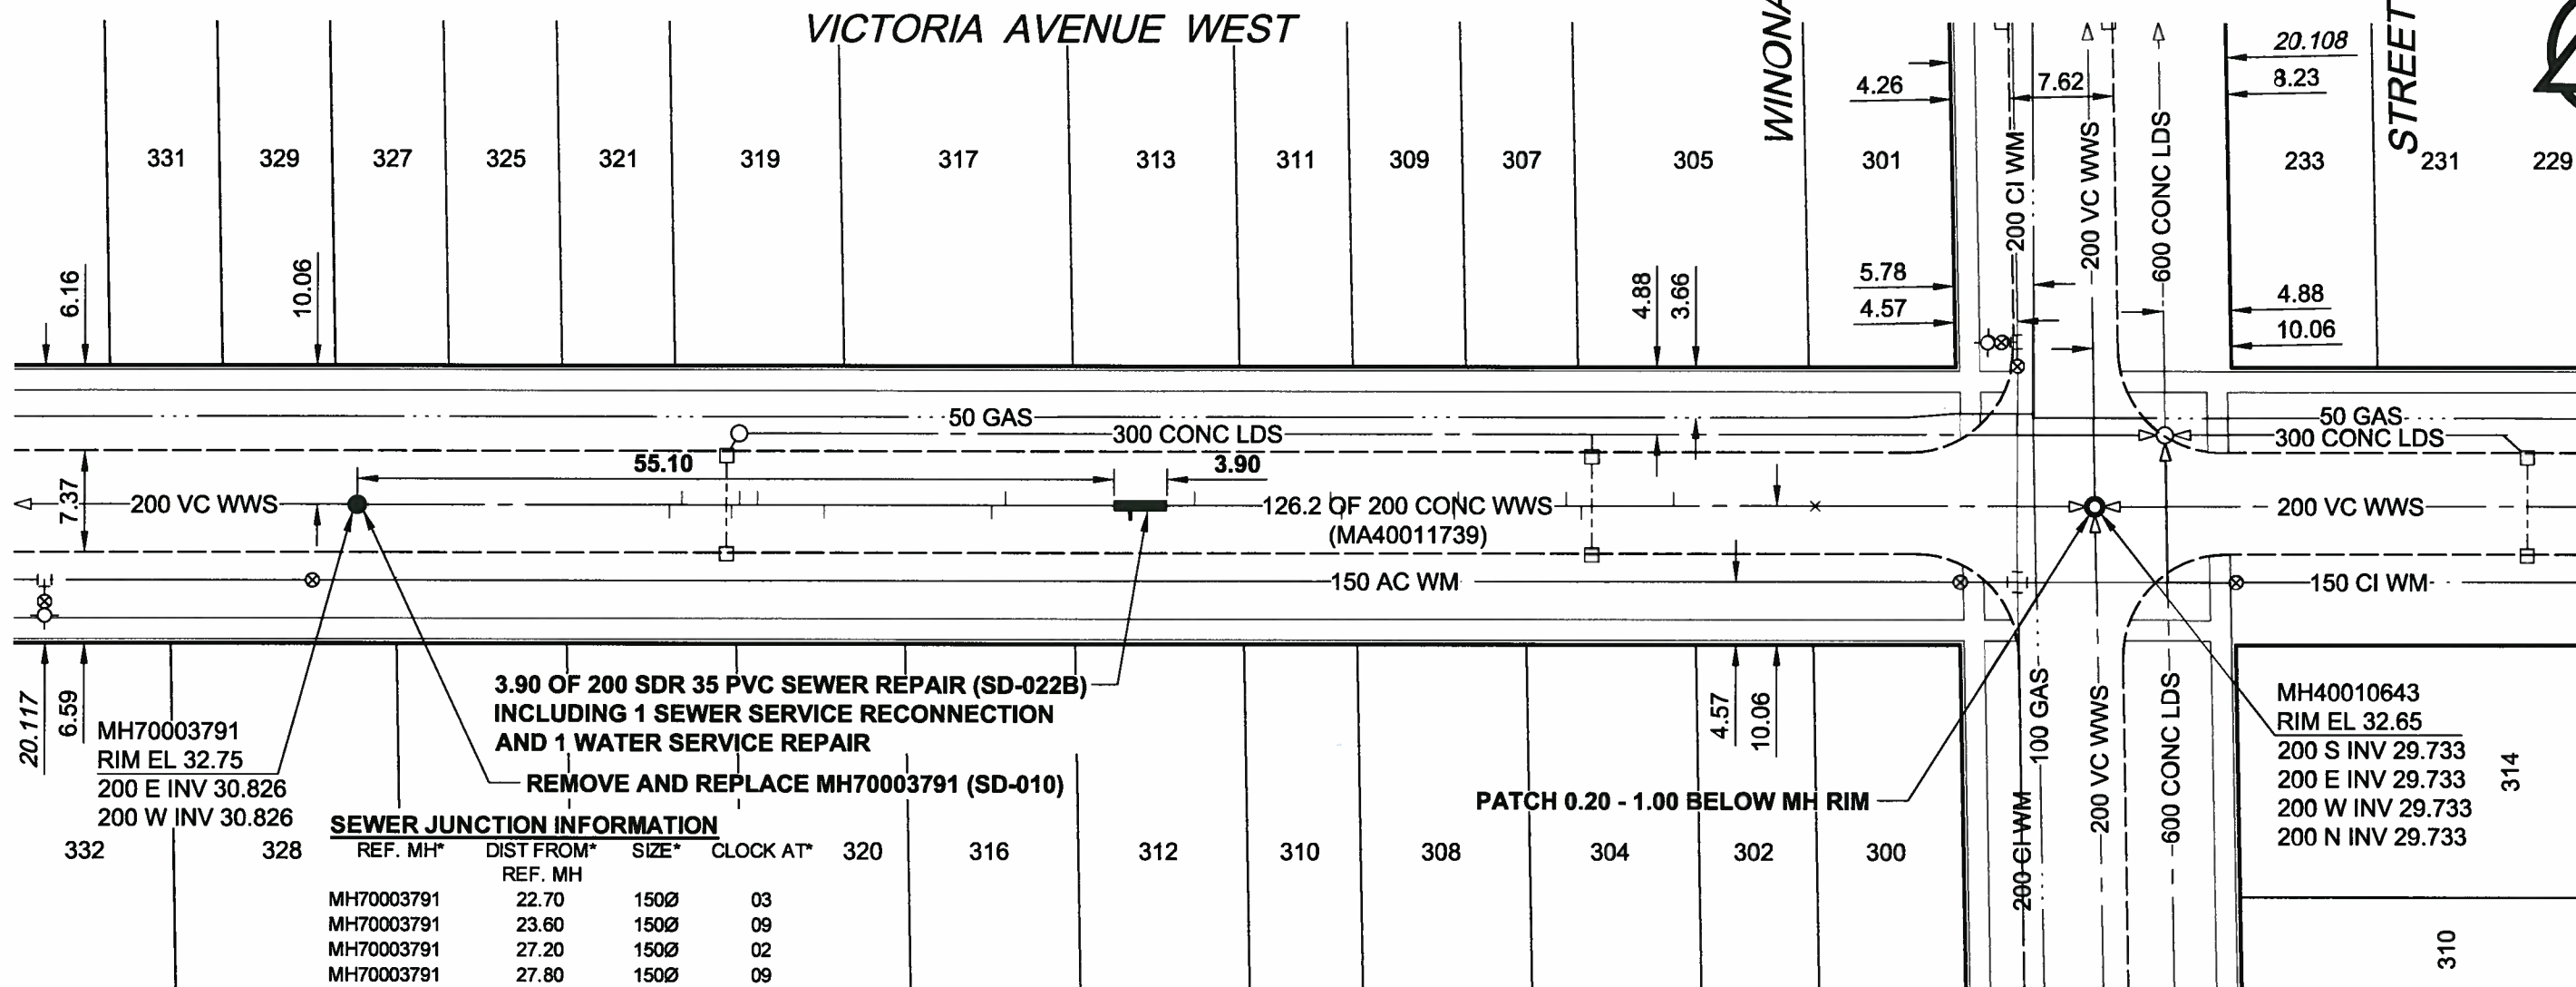 VICTORIA AVENUE WEST
WINONA
STREET
20.108
8.23
4.26
7.62
331
329
327
325
321
319
317
313
311
309
307
305
301
233
231
229
200 CI WM
200 VC WWS
600 CONC LDS
6.16
10.06
4.88
3.66
5.78
4.57
4.88
10.06
50 GAS
300 CONC LDS
50 GAS
300 CONC LDS
55.10
3.90
7.37
200 VC WWS
126.2 OF 200 CONC WWS
(MA40011739)
200 VC WWS
150 AC WM
150 CI WM
20.117
6.59
MH70003791
RIM EL 32.75
200 E INV 30.826
200 W INV 30.826
3.90 OF 200 SDR 35 PVC SEWER REPAIR (SD-022B)
INCLUDING 1 SEWER SERVICE RECONNECTION
AND 1 WATER SERVICE REPAIR
REMOVE AND REPLACE MH70003791 (SD-010)
4.57
10.06
PATCH 0.20 - 1.00 BELOW MH RIM
100 GAS
200 CI WM
200 VC WWS
600 CONC LDS
MH40010643
RIM EL 32.65
200 S INV 29.733
200 E INV 29.733
200 W INV 29.733
200 N INV 29.733
314
310
332
328
320
316
312
310
308
304
302
300
SEWER JUNCTION INFORMATION
REF. MH* DIST FROM* SIZE* CLOCK AT*
REF. MH
MH70003791 22.70 150Ø 03
MH70003791 23.60 150Ø 09
MH70003791 27.20 150Ø 02
MH70003791 27.80 150Ø 09